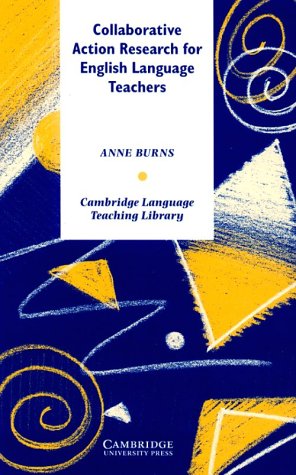 Collaborative
Action Research for
English Language
Teachers
ANNE BURNS
Cambridge Language
Teaching Library
CAMBRIDGE
UNIVERSITY PRESS